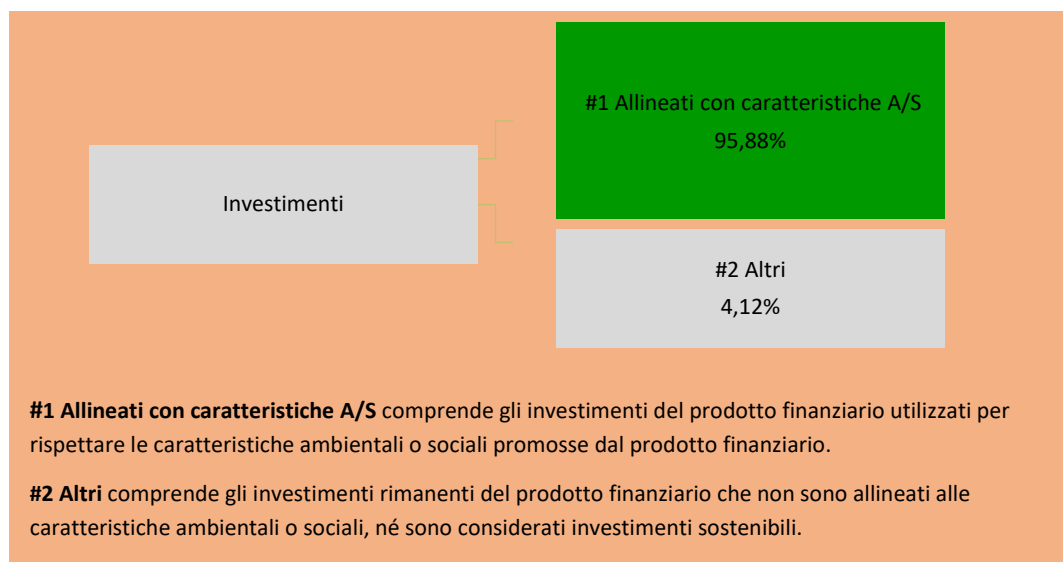 #1 Allineati con caratteristiche A/S
95,88%
Investimenti
#2 Altri
4,12%
#1 Allineati con caratteristiche A/S comprende gli investimenti del prodotto finanziario utilizzati per
rispettare le caratteristiche ambientali o sociali promosse dal prodotto finanziario.
#2 Altri comprende gli investimenti rimanenti del prodotto finanziario che non sono allineati alle
caratteristiche ambientali o sociali, né sono considerati investimenti sostenibili.